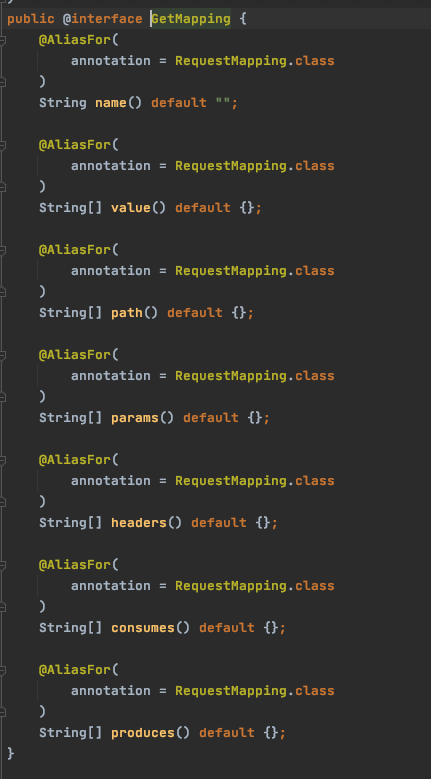 public @interface GetMapping {
    @AliasFor(
        annotation = RequestMapping.class
    )
    String name() default "";

    @AliasFor(
        annotation = RequestMapping.class
    )
    String[] value() default {};

    @AliasFor(
        annotation = RequestMapping.class
    )
    String[] path() default {};

    @AliasFor(
        annotation = RequestMapping.class
    )
    String[] params() default {};

    @AliasFor(
        annotation = RequestMapping.class
    )
    String[] headers() default {};

    @AliasFor(
        annotation = RequestMapping.class
    )
    String[] consumes() default {};

    @AliasFor(
        annotation = RequestMapping.class
    )
    String[] produces() default {};
}